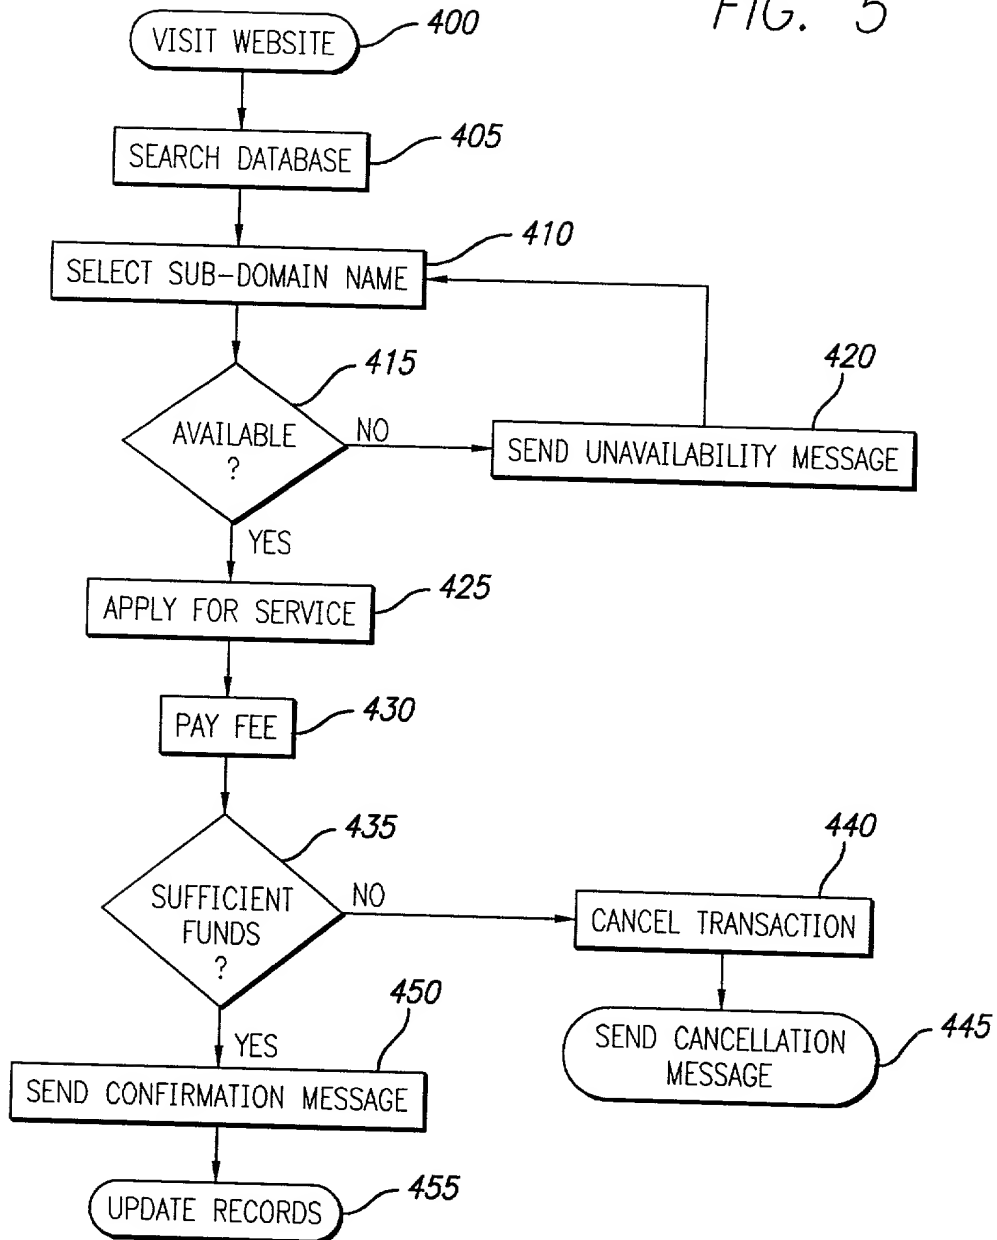 FIG. 5
VISIT WEBSITE
400
SEARCH DATABASE
405
SELECT SUB-DOMAIN NAME
410
AVAILABLE
?
415
NO
SEND UNAVAILABILITY MESSAGE
420
YES
APPLY FOR SERVICE
425
PAY FEE
430
SUFFICIENT
FUNDS
?
435
NO
CANCEL TRANSACTION
440
SEND CANCELLATION
MESSAGE
445
YES
SEND CONFIRMATION MESSAGE
450
UPDATE RECORDS
455